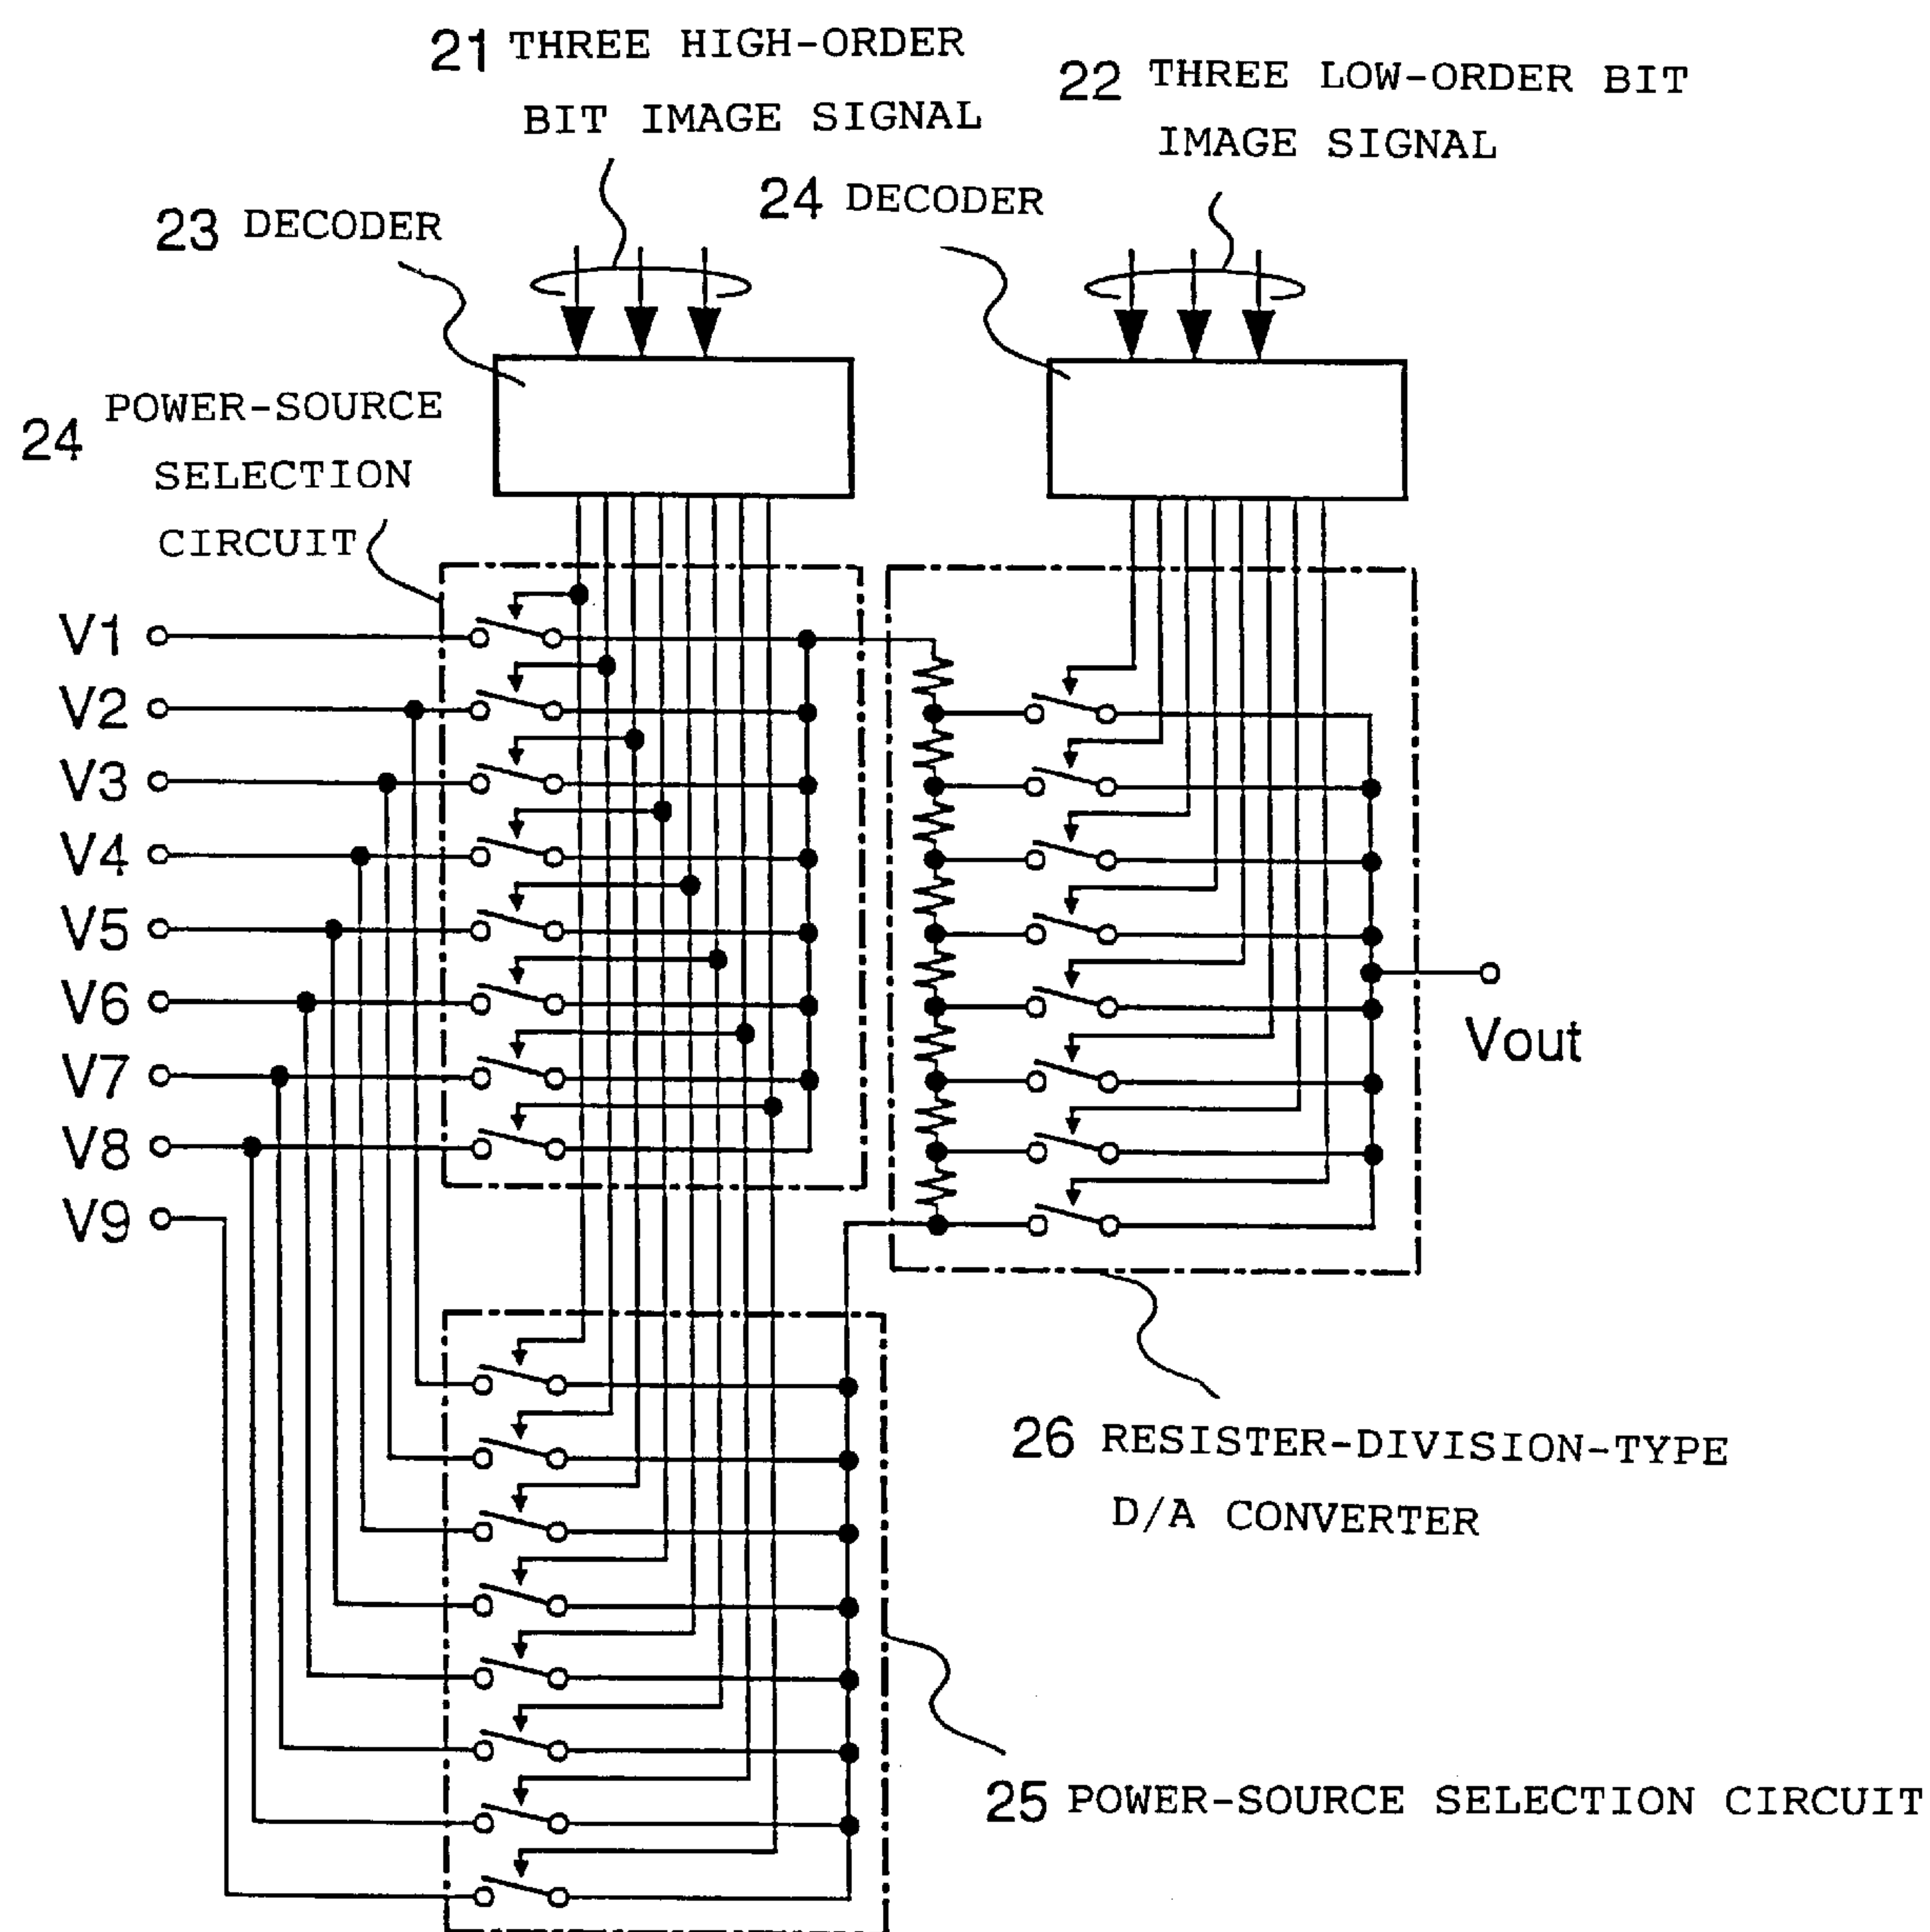 21 THREE HIGH-ORDER
BIT IMAGE SIGNAL
22 THREE LOW-ORDER BIT
IMAGE SIGNAL
23 DECODER
24 DECODER
24 POWER-SOURCE
SELECTION
CIRCUIT
V1
V2
V3
V4
V5
V6
V7
V8
V9
Vout
26 RESISTER-DIVISION-TYPE
D/A CONVERTER
25 POWER-SOURCE SELECTION CIRCUIT